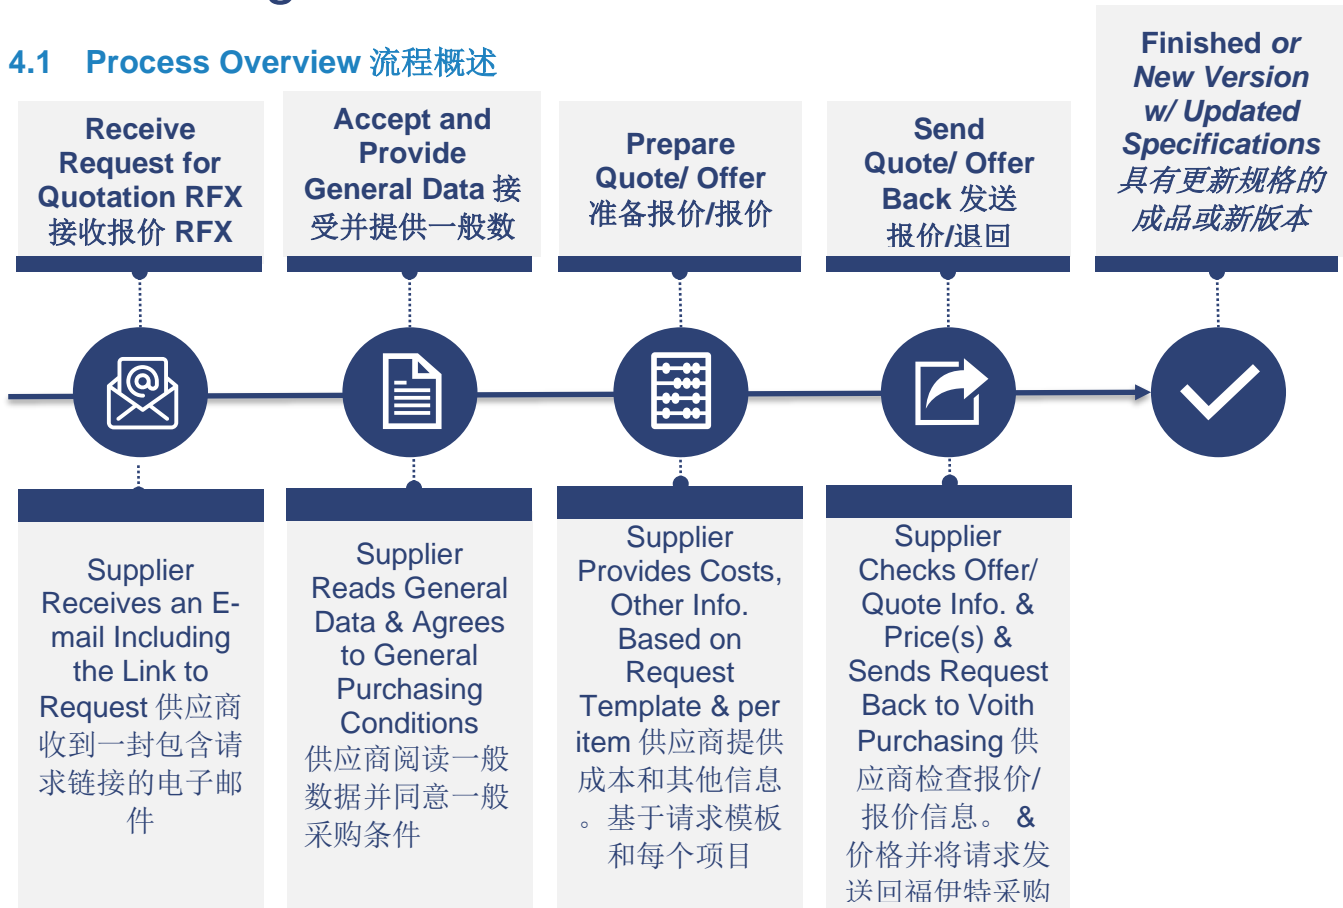 4.1 Process Overview 流程概述
Receive
Request for
Quotation RFX
接收报价 RFX
Accept and
Provide
General Data 接
受并提供一般数
Prepare
Quote/ Offer
准备报价/报价
Send
Quote/ Offer
Back 发送
报价/退回
Finished or
New Version
w/ Updated
Specifications
具有更新规格的
成品或新版本
Supplier
Receives an E-
mail Including
the Link to
Request 供应商
收到一封包含请
求链接的电子邮
件
Supplier
Reads General
Data & Agrees
to General
Purchasing
Conditions
供应商阅读一般
数据并同意一般
采购条件
Supplier
Provides Costs,
Other Info.
Based on
Request
Template & per
item 供应商提供
成本和其他信息
。基于请求模板
和每个项目
Supplier
Checks Offer/
Quote Info. &
Price(s) &
Sends Request
Back to Voith
Purchasing 供
应商检查报价/
报价信息。 &
价格并将请求发
送回福伊特采购